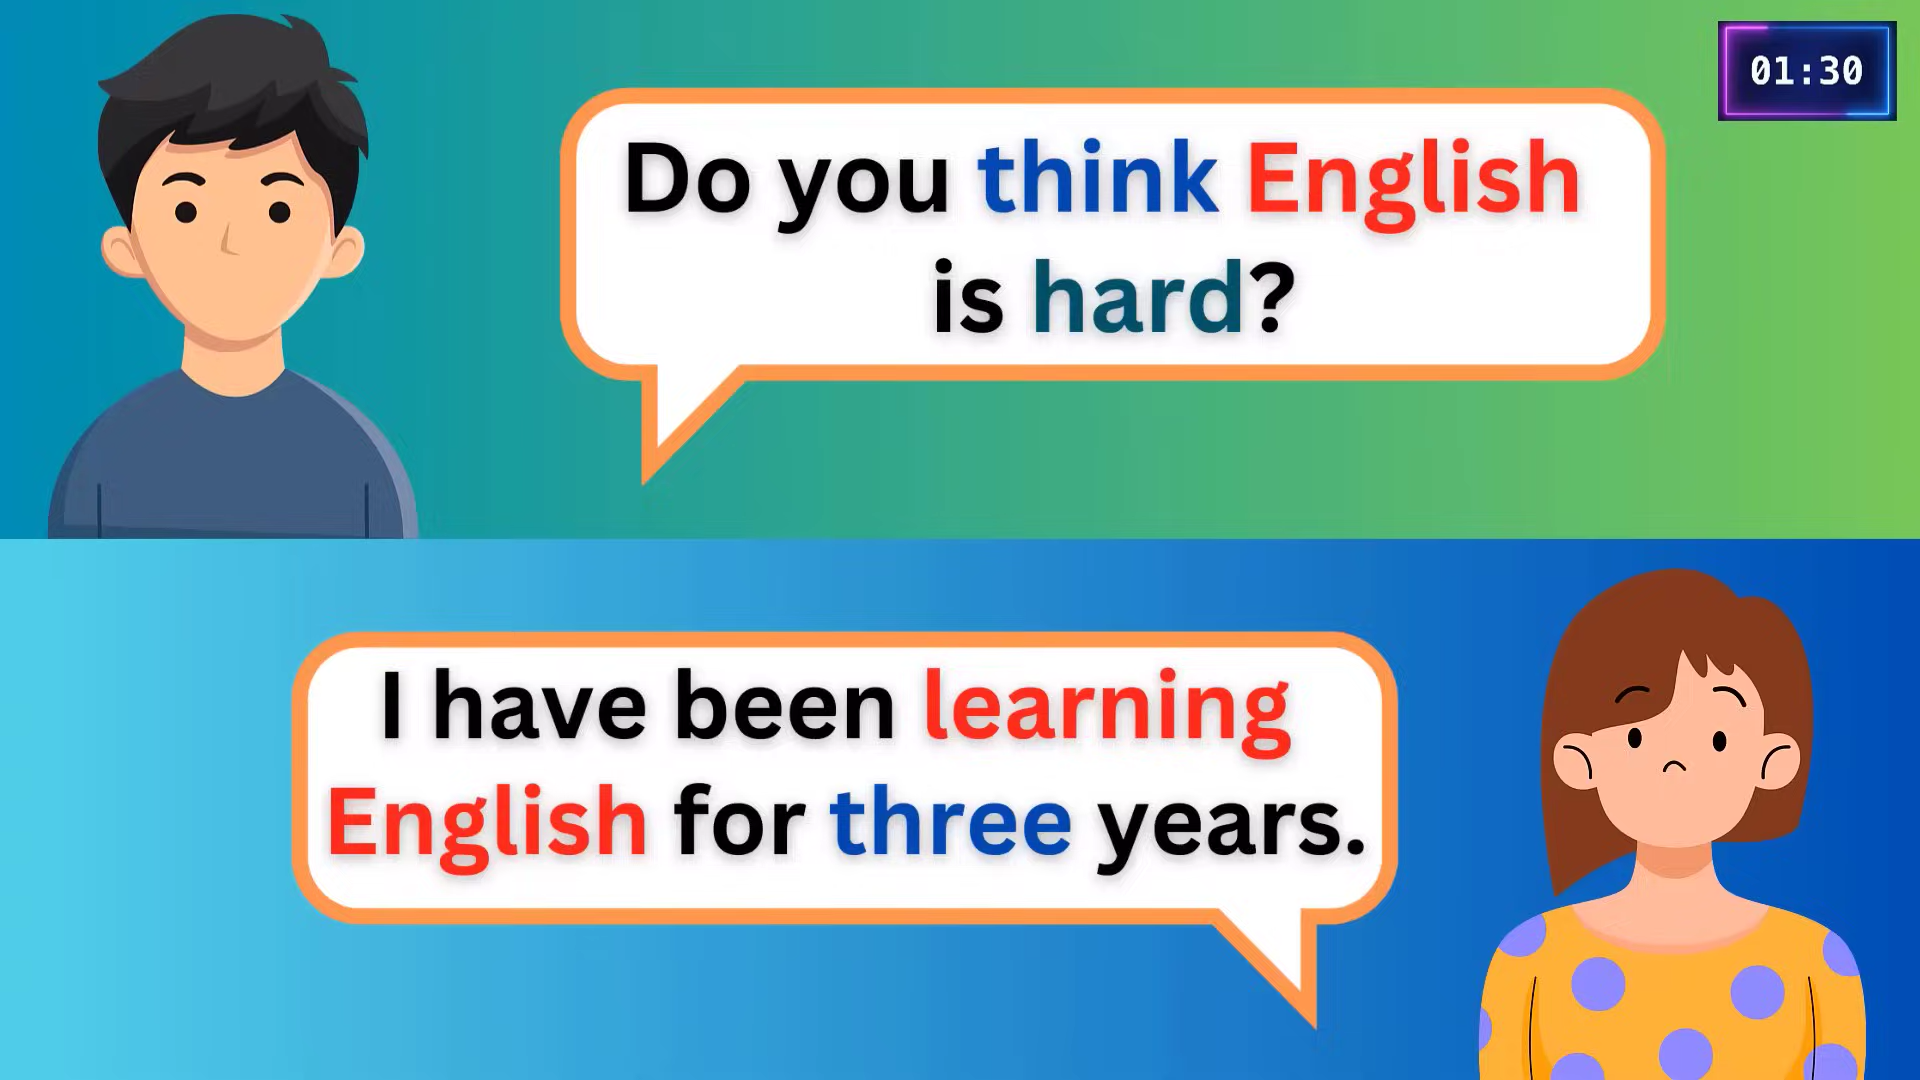 01:30
Do you think English
is hard?
I have been learning
English for three years.